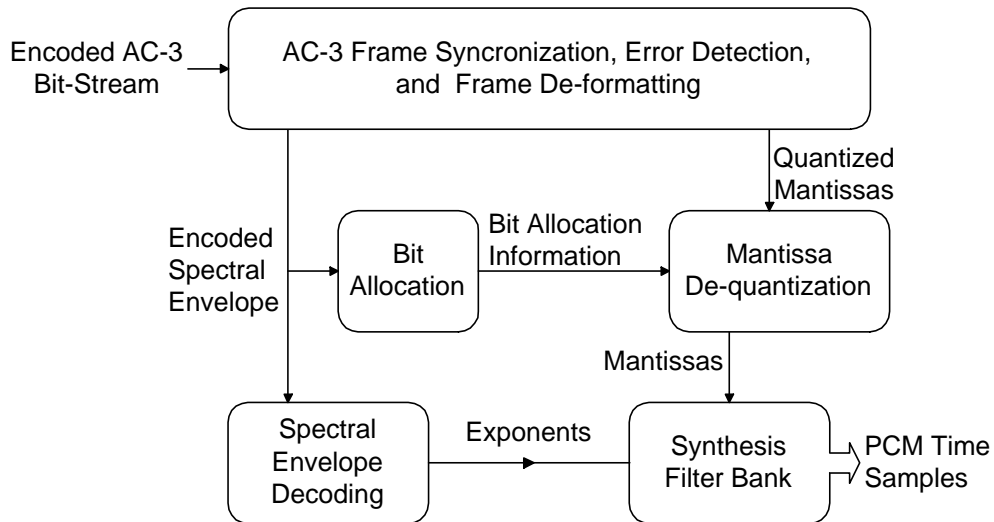 Encoded AC-3
Bit-Stream
AC-3 Frame Syncronization, Error Detection,
and Frame De-formatting
Quantized
Mantissas
Encoded
Spectral
Envelope
Bit
Allocation
Bit Allocation
Information
Mantissa
De-quantization
Mantissas
Spectral
Envelope
Decoding
Exponents
Synthesis
Filter Bank
PCM Time
Samples